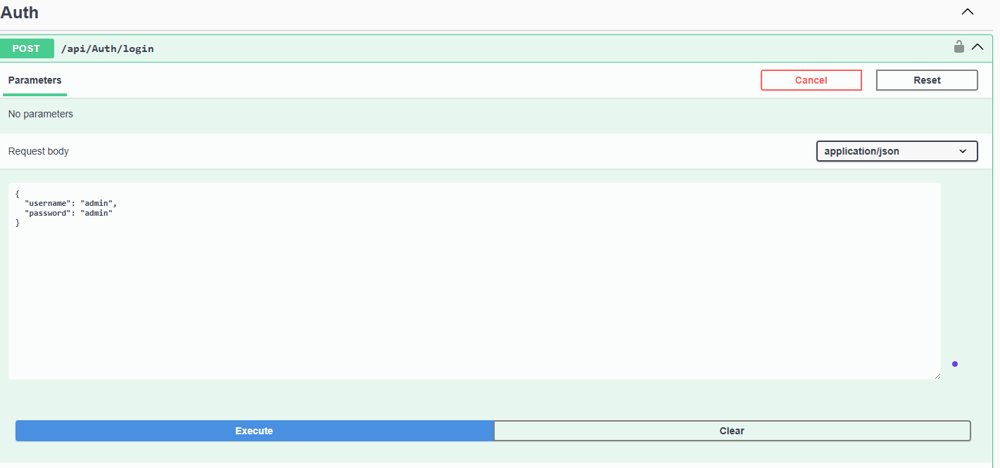 Auth
POST /api/Auth/login
Parameters Cancel Reset
No parameters
Request body application/json
{
  "username": "admin",
  "password": "admin"
}
Execute Clear